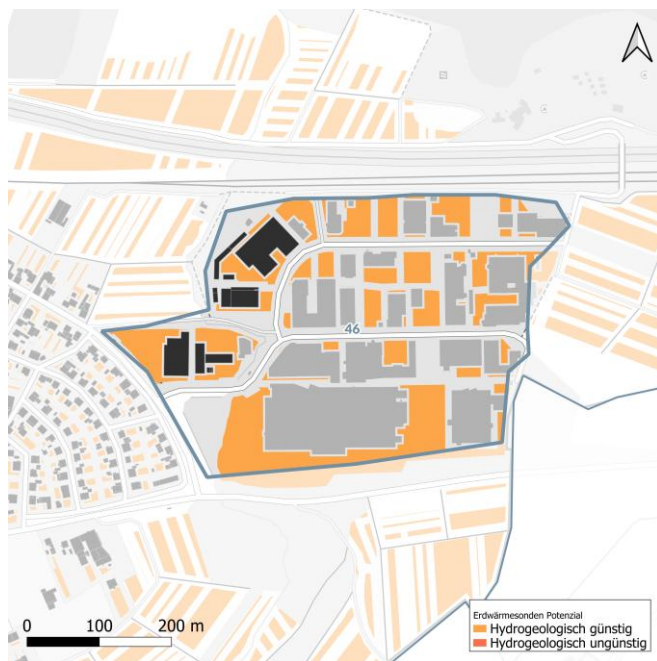 46
0 100 200 m
Erdwärmesonden Potenzial
Hydrogeologisch günstig
Hydrogeologisch ungünstig